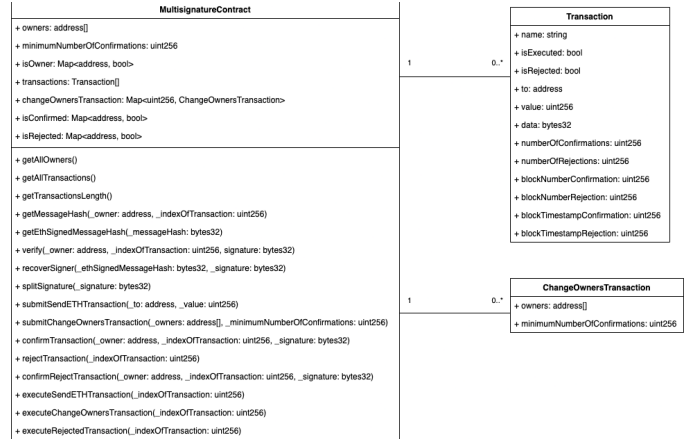 MultisignatureContract
+ owners: address[]
+ minimumNumberOfConfirmations: uint256
+ isOwner: Map<address, bool>
+ transactions: Transaction[]
+ changeOwnersTransaction: Map<uint256, ChangeOwnersTransaction>
+ isConfirmed: Map<address, bool>
+ isRejected: Map<address, bool>
+ getAllOwners()
+ getAllTransactions()
+ getTransactionsLength()
+ getMessageHash(_owner: address, _indexOfTransaction: uint256)
+ getEthSignedMessageHash(_messageHash: bytes32)
+ verify(_owner: address, _indexOfTransaction: uint256, signature: bytes32)
+ recoverSigner(_ethSignedMessageHash: bytes32, _signature: bytes32)
+ splitSignature(_signature: bytes32)
+ submitSendETHTransaction(_to: address, _value: uint256)
+ submitChangeOwnersTransaction(_owners: address[], _minimumNumberOfConfirmations: uint256)
+ confirmTransaction(_owner: address, _indexOfTransaction: uint256, _signature: bytes32)
+ rejectTransaction(_indexOfTransaction: uint256)
+ confirmRejectTransaction(_owner: address, _indexOfTransaction: uint256, _signature: bytes32)
+ executeSendETHTransaction(_indexOfTransaction: uint256)
+ executeChangeOwnersTransaction(_indexOfTransaction: uint256)
+ executeRejectedTransaction(_indexOfTransaction: uint256)
1 0..*
Transaction
+ name: string
+ isExecuted: bool
+ isRejected: bool
+ to: address
+ value: uint256
+ data: bytes32
+ numberOfConfirmations: uint256
+ numberOfRejections: uint256
+ blockNumberConfirmation: uint256
+ blockNumberRejection: uint256
+ blockTimestampConfirmation: uint256
+ blockTimestampRejection: uint256
1 0..*
ChangeOwnersTransaction
+ owners: address[]
+ minimumNumberOfConfirmations: uint256